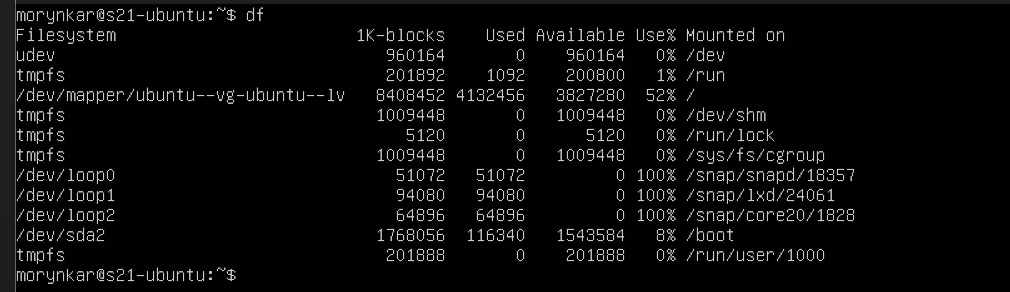 morynkar@s21-ubuntu:~$ df
Filesystem                        1K-blocks    Used Available Use% Mounted on
udev                                 960164       0    960164   0% /dev
tmpfs                                201892    1092    200800   1% /run
/dev/mapper/ubuntu--vg-ubuntu--lv   8408452 4132456   3827280  52% /
tmpfs                               1009448       0   1009448   0% /dev/shm
tmpfs                                  5120       0      5120   0% /run/lock
tmpfs                               1009448       0   1009448   0% /sys/fs/cgroup
/dev/loop0                            51072   51072         0 100% /snap/snapd/18357
/dev/loop1                            94080   94080         0 100% /snap/lxd/24061
/dev/loop2                            64896   64896         0 100% /snap/core20/1828
/dev/sda2                           1768056  116340   1543584   8% /boot
tmpfs                                201888       0    201888   0% /run/user/1000
morynkar@s21-ubuntu:~$